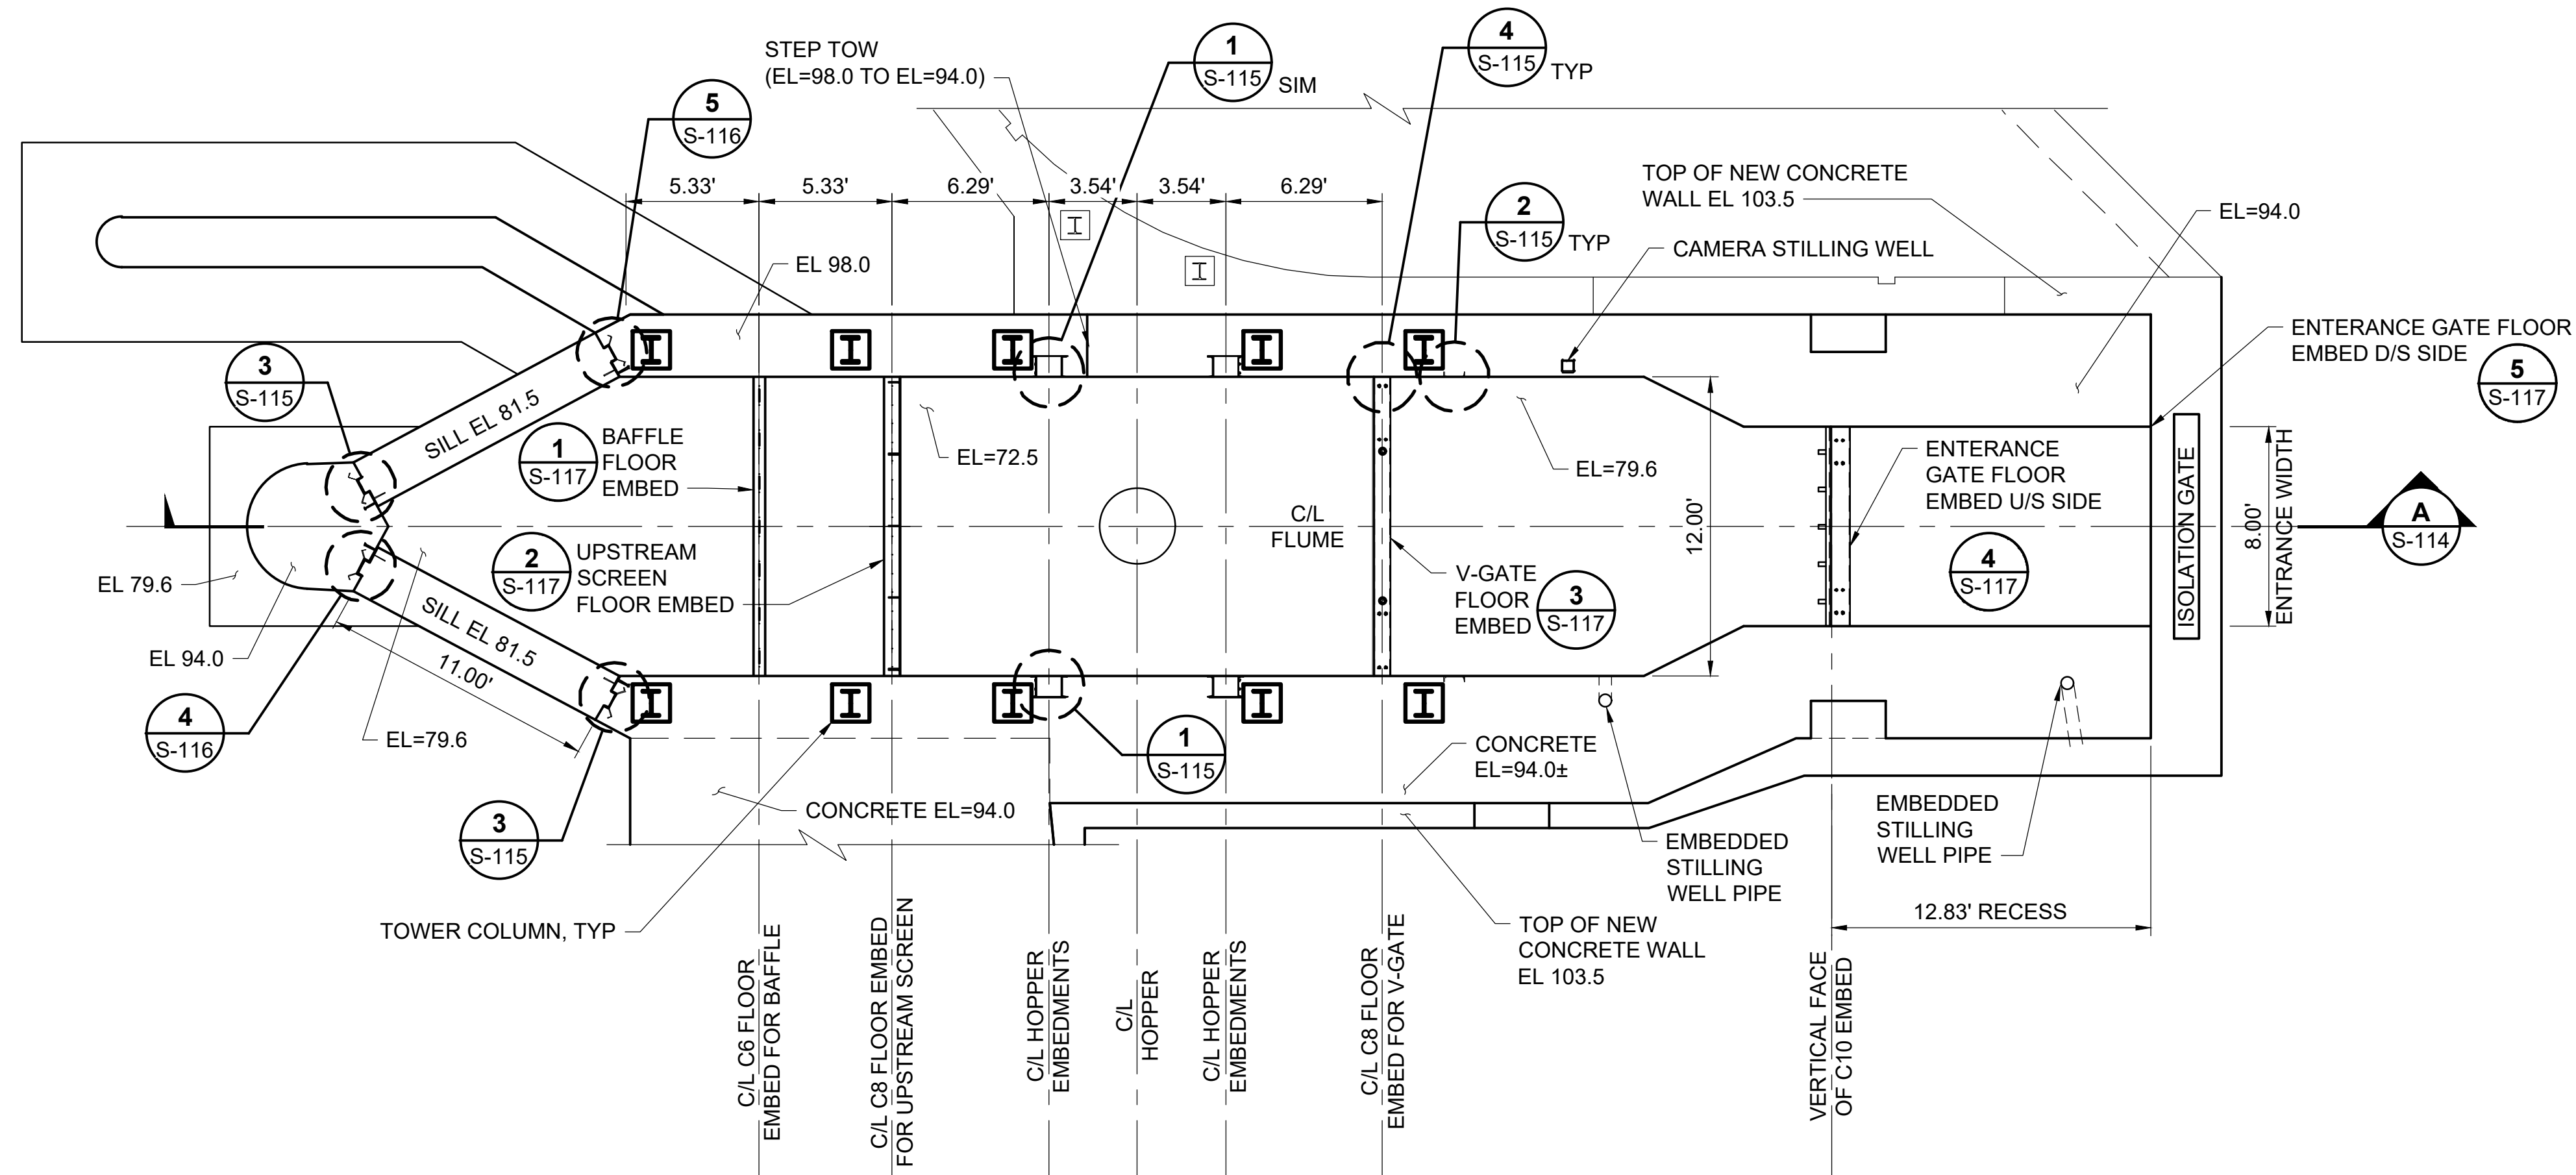 STEP TOW
(EL=98.0 TO EL=94.0)
1
S-115
SIM
4
S-115
TYP
5
S-116
5.33'
5.33'
6.29'
3.54'
3.54'
6.29'
2
S-115
TYP
TOP OF NEW CONCRETE
WALL EL 103.5
CAMERA STILLING WELL
EL=94.0
EL 98.0
ENTERANCE GATE FLOOR
EMBED D/S SIDE
5
S-117
3
S-115
SILL EL 81.5
1
S-117
BAFFLE
FLOOR
EMBED
EL=72.5
EL=79.6
ENTERANCE
GATE FLOOR
EMBED U/S SIDE
ISOLATION GATE
8.00'
ENTRANCE WIDTH
A
S-114
12.00'
C/L
FLUME
2
S-117
UPSTREAM
SCREEN
FLOOR EMBED
V-GATE
FLOOR
EMBED
3
S-117
4
S-117
EL 79.6
EL 94.0
SILL EL 81.5
11.00'
4
S-116
EL=79.6
1
S-115
CONCRETE
EL=94.0±
CONCRETE EL=94.0
3
S-115
EMBEDDED
STILLING
WELL PIPE
EMBEDDED
STILLING
WELL PIPE
TOWER COLUMN, TYP
TOP OF NEW
CONCRETE WALL
EL 103.5
12.83' RECESS
C/L C6 FLOOR
EMBED FOR BAFFLE
C/L C8 FLOOR EMBED
FOR UPSTREAM SCREEN
C/L HOPPER
EMBEDMENTS
C/L
HOPPER
C/L HOPPER
EMBEDMENTS
C/L C8 FLOOR
EMBED FOR V-GATE
VERTICAL FACE
OF C10 EMBED